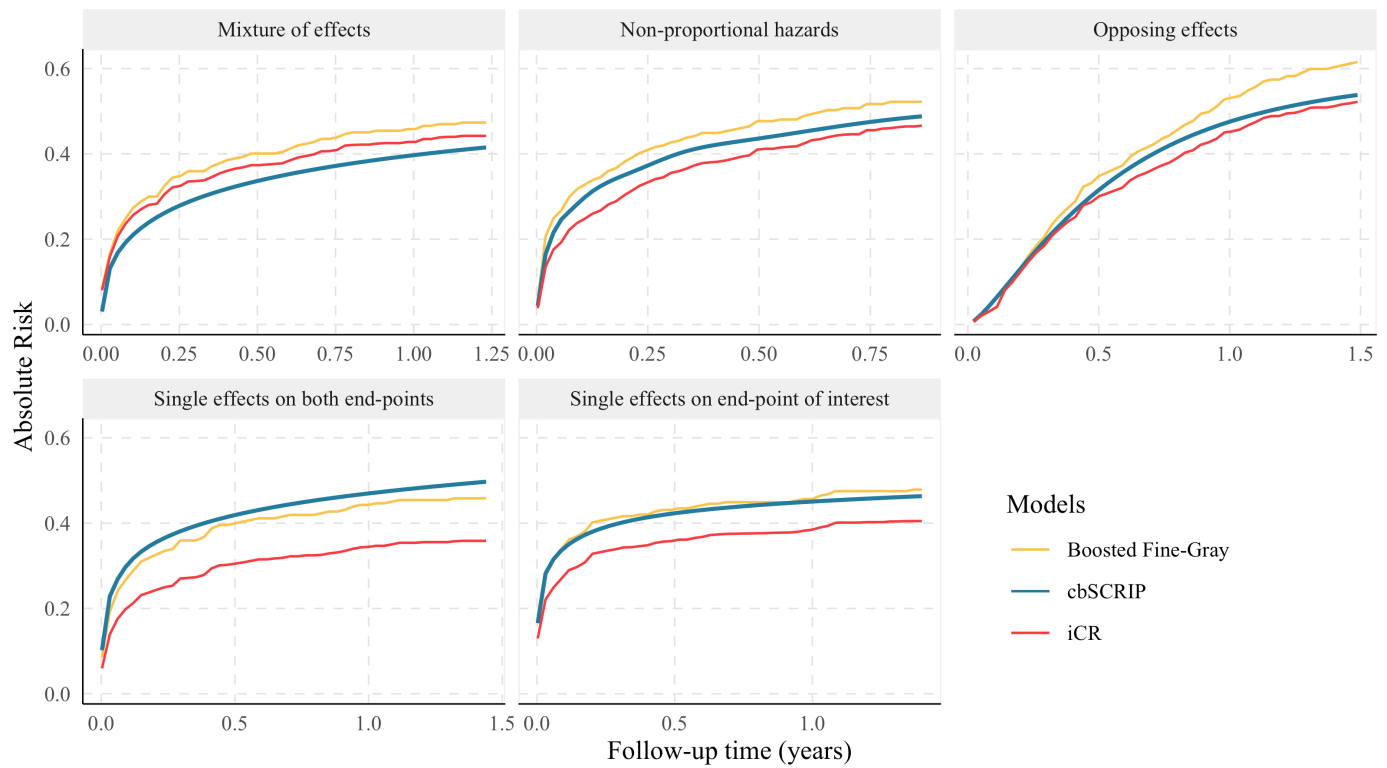 Mixture of effects
Non-proportional hazards
Opposing effects
0.6
0.4
0.2
0.0
0.00 0.25 0.50 0.75 1.00 1.25
0.00 0.25 0.50 0.75
0.0 0.5 1.0 1.5
Absolute Risk
Single effects on both end-points
Single effects on end-point of interest
0.6
0.4
0.2
0.0
0.0 0.5 1.0 1.5
0.0 0.5 1.0
Follow-up time (years)
Models
Boosted Fine-Gray
cbSCRIP
iCR